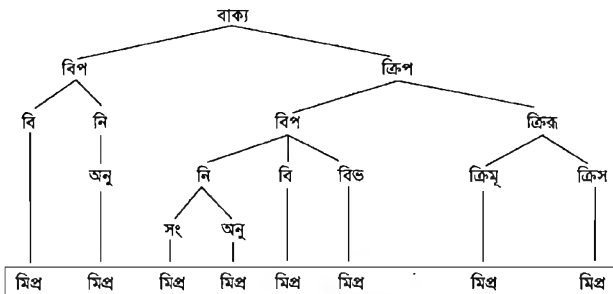 বাক্য
বিপ ক্রিপ
বি নি বিপ ক্রিরূ
অনু নি বি বিভ ক্রিমূ ক্রিস
সং অনু
মিপ্র মিপ্র মিপ্র মিপ্র মিপ্র মিপ্র মিপ্র মিপ্র